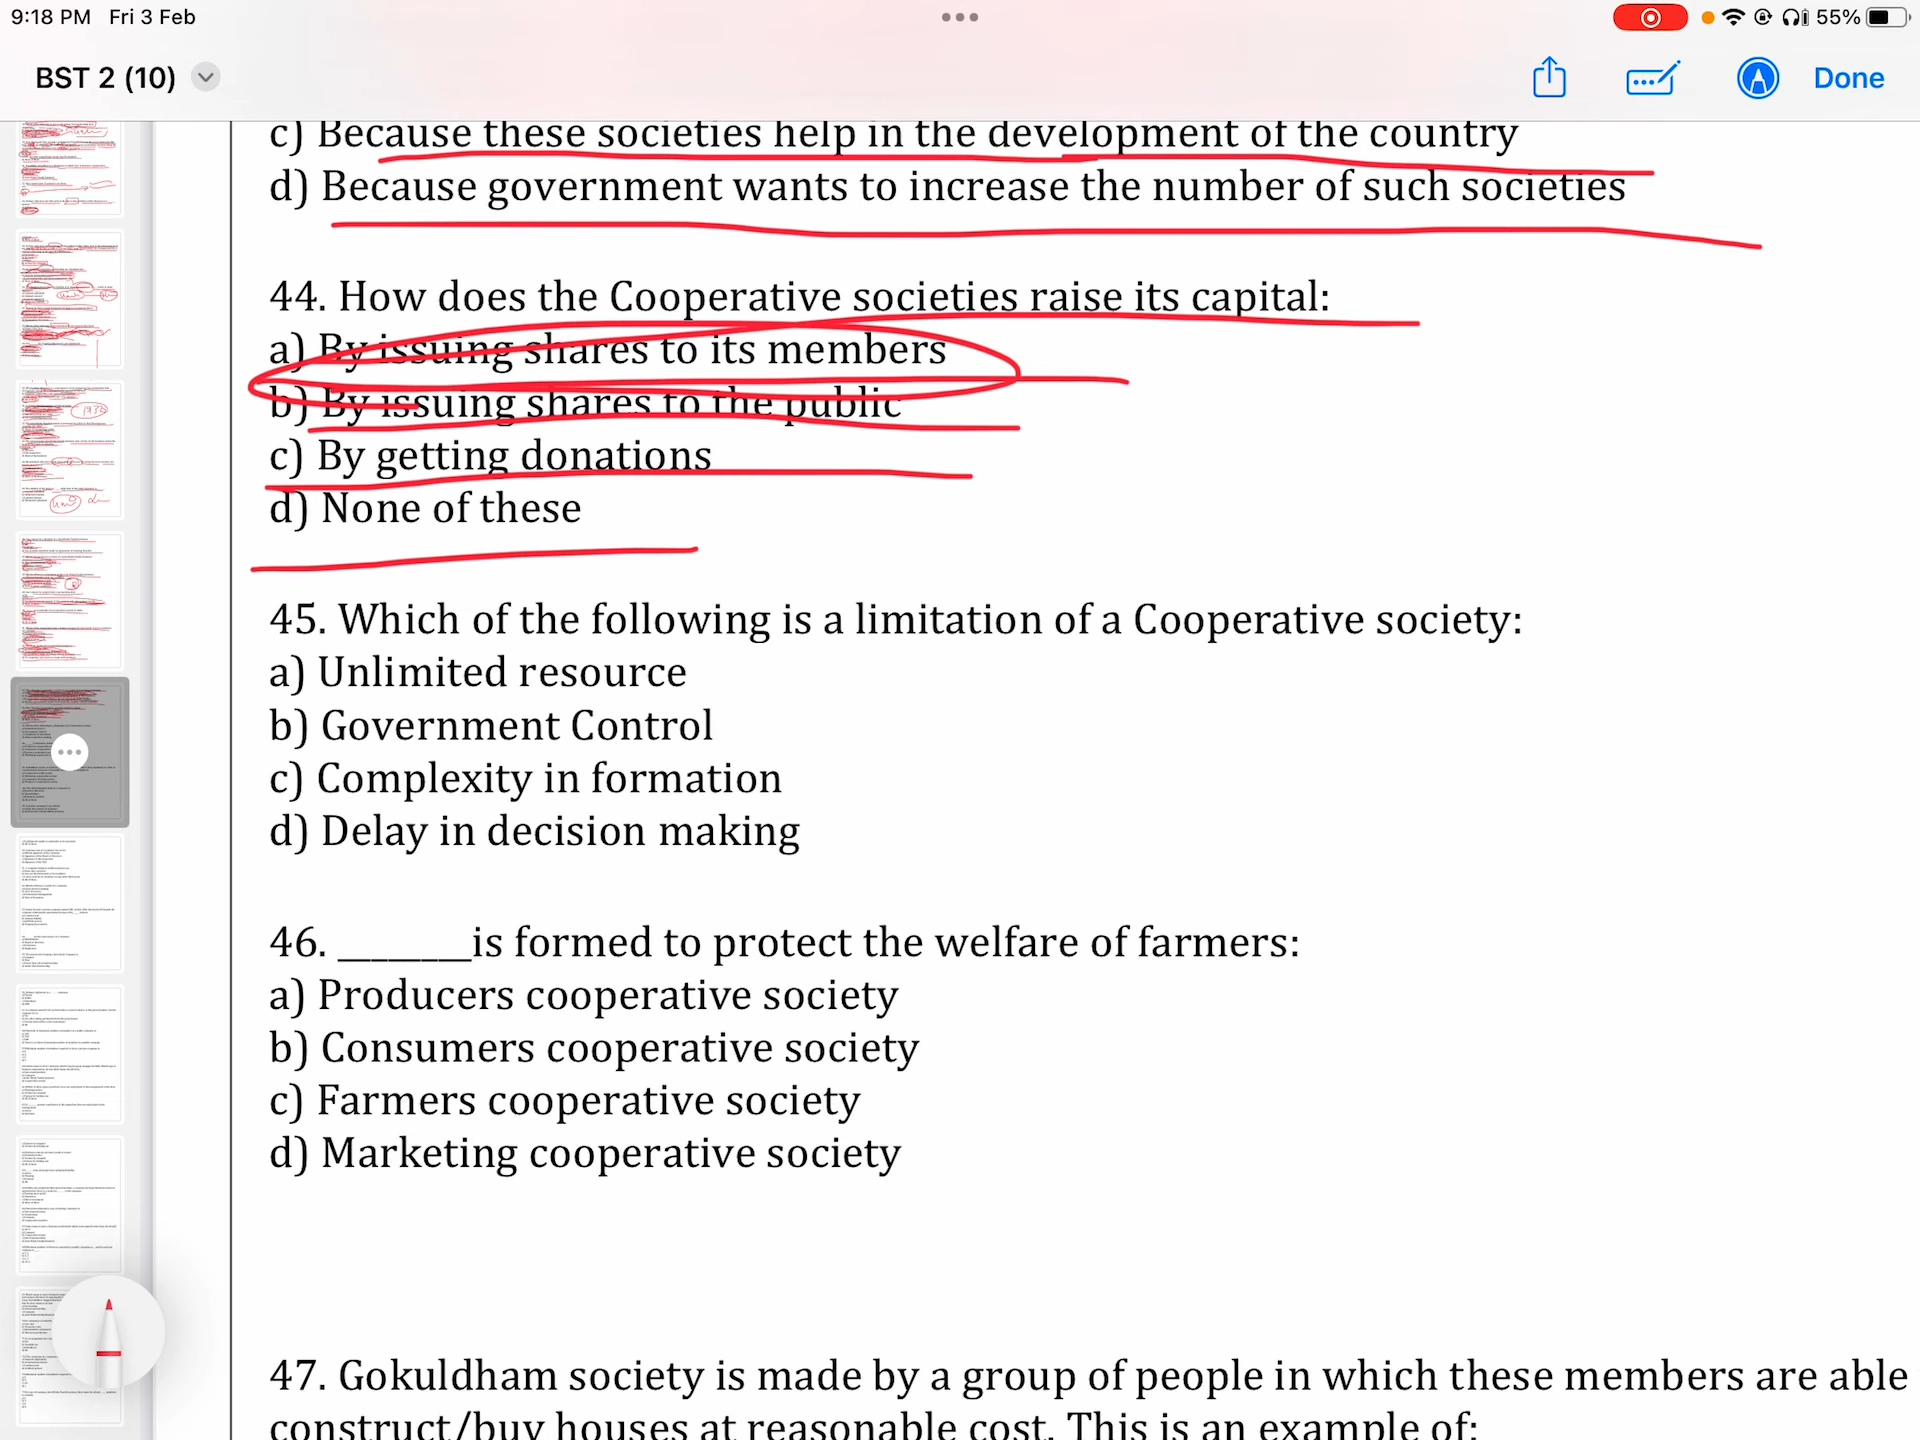 9:18 PM Fri 3 Feb
55%
BST 2 (10)
Done
c) Because these societies help in the development of the country
d) Because government wants to increase the number of such societies
44. How does the Cooperative societies raise its capital:
a) By issuing shares to its members
b) By issuing shares to the public
c) By getting donations
d) None of these
45. Which of the following is a limitation of a Cooperative society:
a) Unlimited resource
b) Government Control
c) Complexity in formation
d) Delay in decision making
46. ________is formed to protect the welfare of farmers:
a) Producers cooperative society
b) Consumers cooperative society
c) Farmers cooperative society
d) Marketing cooperative society
47. Gokuldham society is made by a group of people in which these members are able
construct/buy houses at reasonable cost. This is an example of: